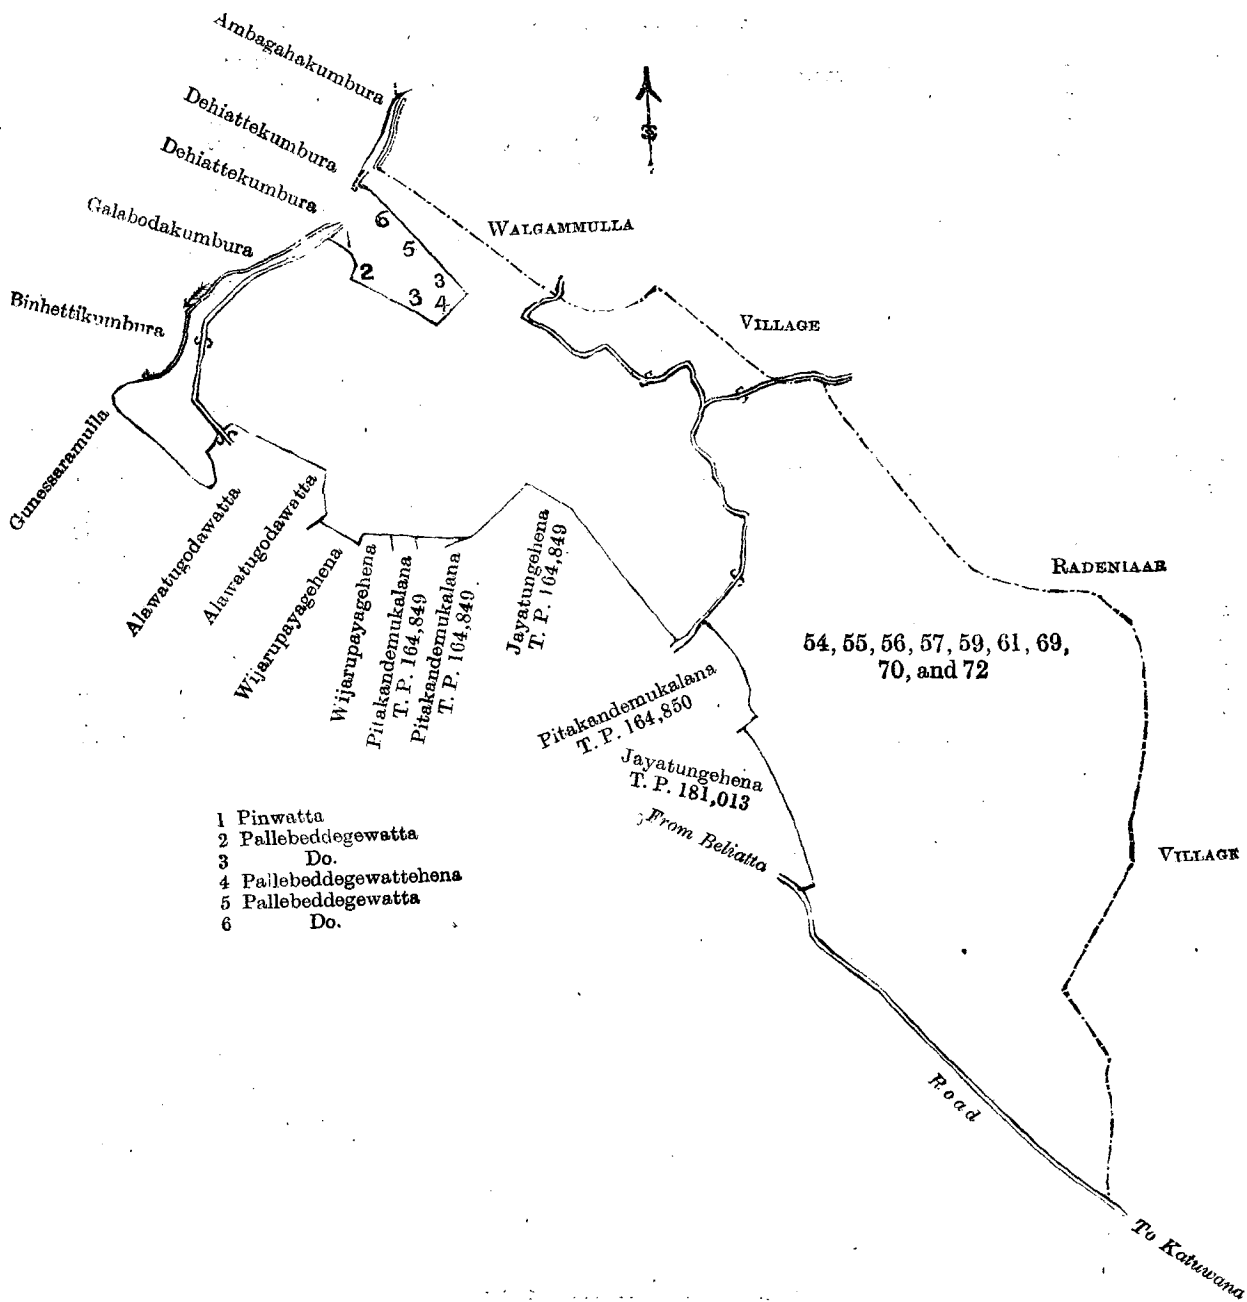 Ambagahakumbura
Dehiattekumbura
Dehiattekumbura
Galabodakumbura
Binhettikumbura
Gunessaramulla
Alawatugodawatta
Alawatugodawatta
Wijarupayagehena
Wijarupayagehena
Pitakandemukalana
T. P. 164,849
Pitakandemukalana
T. P. 164,849
Jayatungehena
T. P. 164,849
Pitakandemukalana
T. P. 164,850
Jayatungehena
T. P. 181,013
From Beliatta
Road
To Katuwana
WALGAMMULLA
VILLAGE
RADENIAAR
VILLAGE
6
5
2
3
3
4
54, 55, 56, 57, 59, 61, 69,
70, and 72
1 Pinwatta
2 Pallebeddegewatta
3 Do.
4 Pallebeddegewattehena
5 Pallebeddegewatta
6 Do.